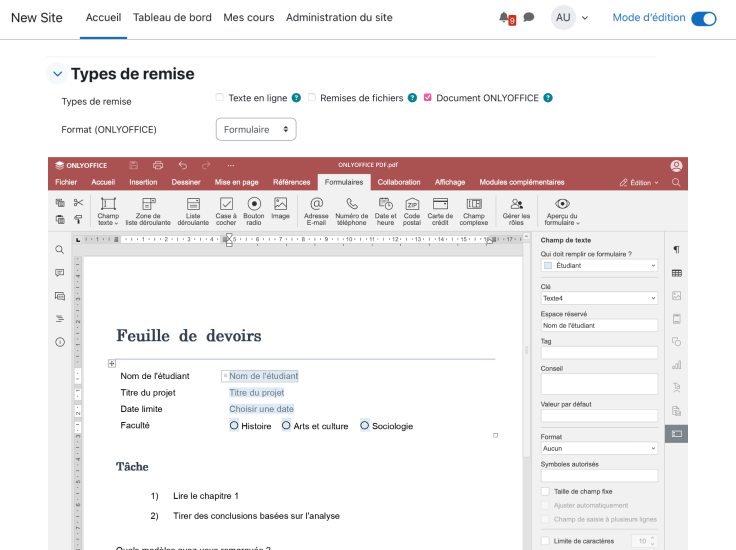 New Site Accueil Tableau de bord Mes cours Administration du site 9 AU Mode d'édition
Types de remise
Types de remise Texte en ligne ? Remises de fichiers ? Document ONLYOFFICE ?
Format (ONLYOFFICE) Formulaire
ONLYOFFICE ··· ONLYOFFICE PDF.pdf
Fichier Accueil Insertion Dessiner Mise en page Références Formulaires Collaboration Affichage Modules complémentaires Édition
Champ texte Zone de liste déroulante Liste déroulante Case à cocher Bouton radio Image Adresse E-mail Numéro de téléphone Date et heure ZIP Code postal Carte de crédit Champ complexe Gérer les rôles Aperçu du formulaire
Feuille de devoirs
Nom de l'étudiant Nom de l'étudiant
Titre du projet Titre du projet
Date limite Choisir une date
Faculté Histoire Arts et culture Sociologie
Tâche
1) Lire le chapitre 1
2) Tirer des conclusions basées sur l'analyse
Champ de texte
Qui doit remplir ce formulaire ?
Étudiant
Clé
Texte4
Espace réservé
Nom de l'étudiant
Tag
Conseil
Valeur par défaut
Format
Aucun
Symboles autorisés
Taille de champ fixe
Ajuster automatiquement
Champ de saisie à plusieurs lignes
Limite de caractères 10